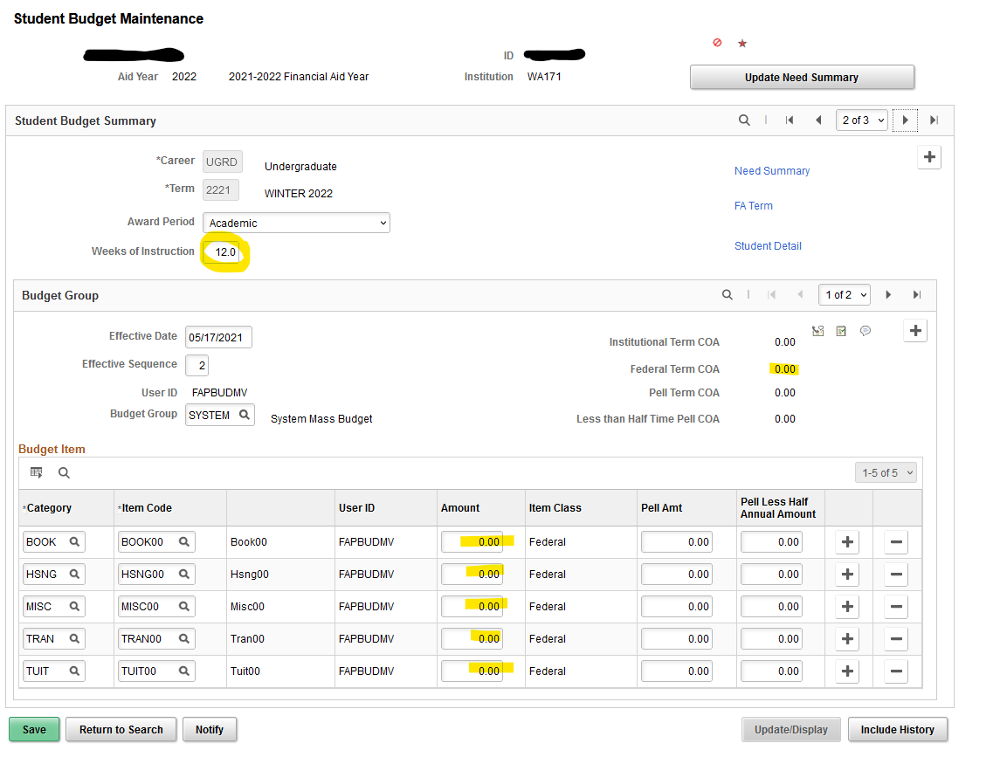 Student Budget Maintenance
ID
Aid Year 2022 2021-2022 Financial Aid Year Institution WA171
Update Need Summary
Student Budget Summary 2 of 3
*Career UGRD Undergraduate
Need Summary
*Term 2221 WINTER 2022
FA Term
Award Period Academic
Student Detail
Weeks of Instruction 12.0
Budget Group 1 of 2
Effective Date 05/17/2021
Institutional Term COA 0.00
Effective Sequence 2
Federal Term COA 0.00
User ID FAPBUDMV
Pell Term COA 0.00
Budget Group SYSTEM System Mass Budget
Less than Half Time Pell COA 0.00
Budget Item
1-5 of 5
*Category *Item Code User ID Amount Item Class Pell Amt Pell Less Half
Annual Amount
BOOK BOOK00 Book00 FAPBUDMV 0.00 Federal 0.00 0.00
HSNG HSNG00 Hsng00 FAPBUDMV 0.00 Federal 0.00 0.00
MISC MISC00 Misc00 FAPBUDMV 0.00 Federal 0.00 0.00
TRAN TRAN00 Tran00 FAPBUDMV 0.00 Federal 0.00 0.00
TUIT TUIT00 Tuit00 FAPBUDMV 0.00 Federal 0.00 0.00
Save Return to Search Notify Update/Display Include History